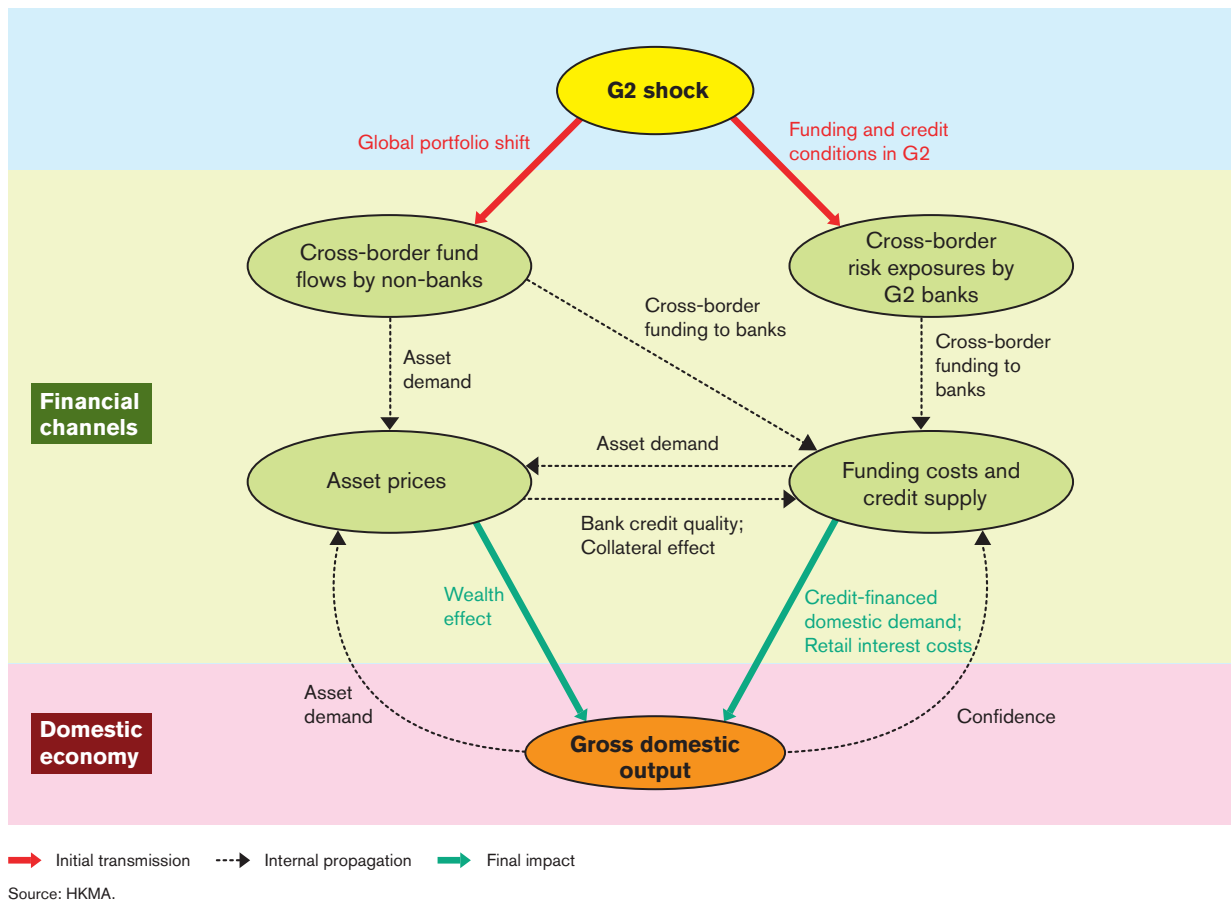 G2 shock
Global portfolio shift
Funding and credit
conditions in G2
Cross-border fund
flows by non-banks
Cross-border
risk exposures by
G2 banks
Cross-border
funding to banks
Asset
demand
Cross-border
funding to
banks
Financial
channels
Asset prices
Asset demand
Bank credit quality;
Collateral effect
Funding costs and
credit supply
Wealth
effect
Credit-financed
domestic demand;
Retail interest costs
Domestic
economy
Asset
demand
Gross domestic
output
Confidence
Initial transmission
Internal propagation
Final impact
Source: HKMA.